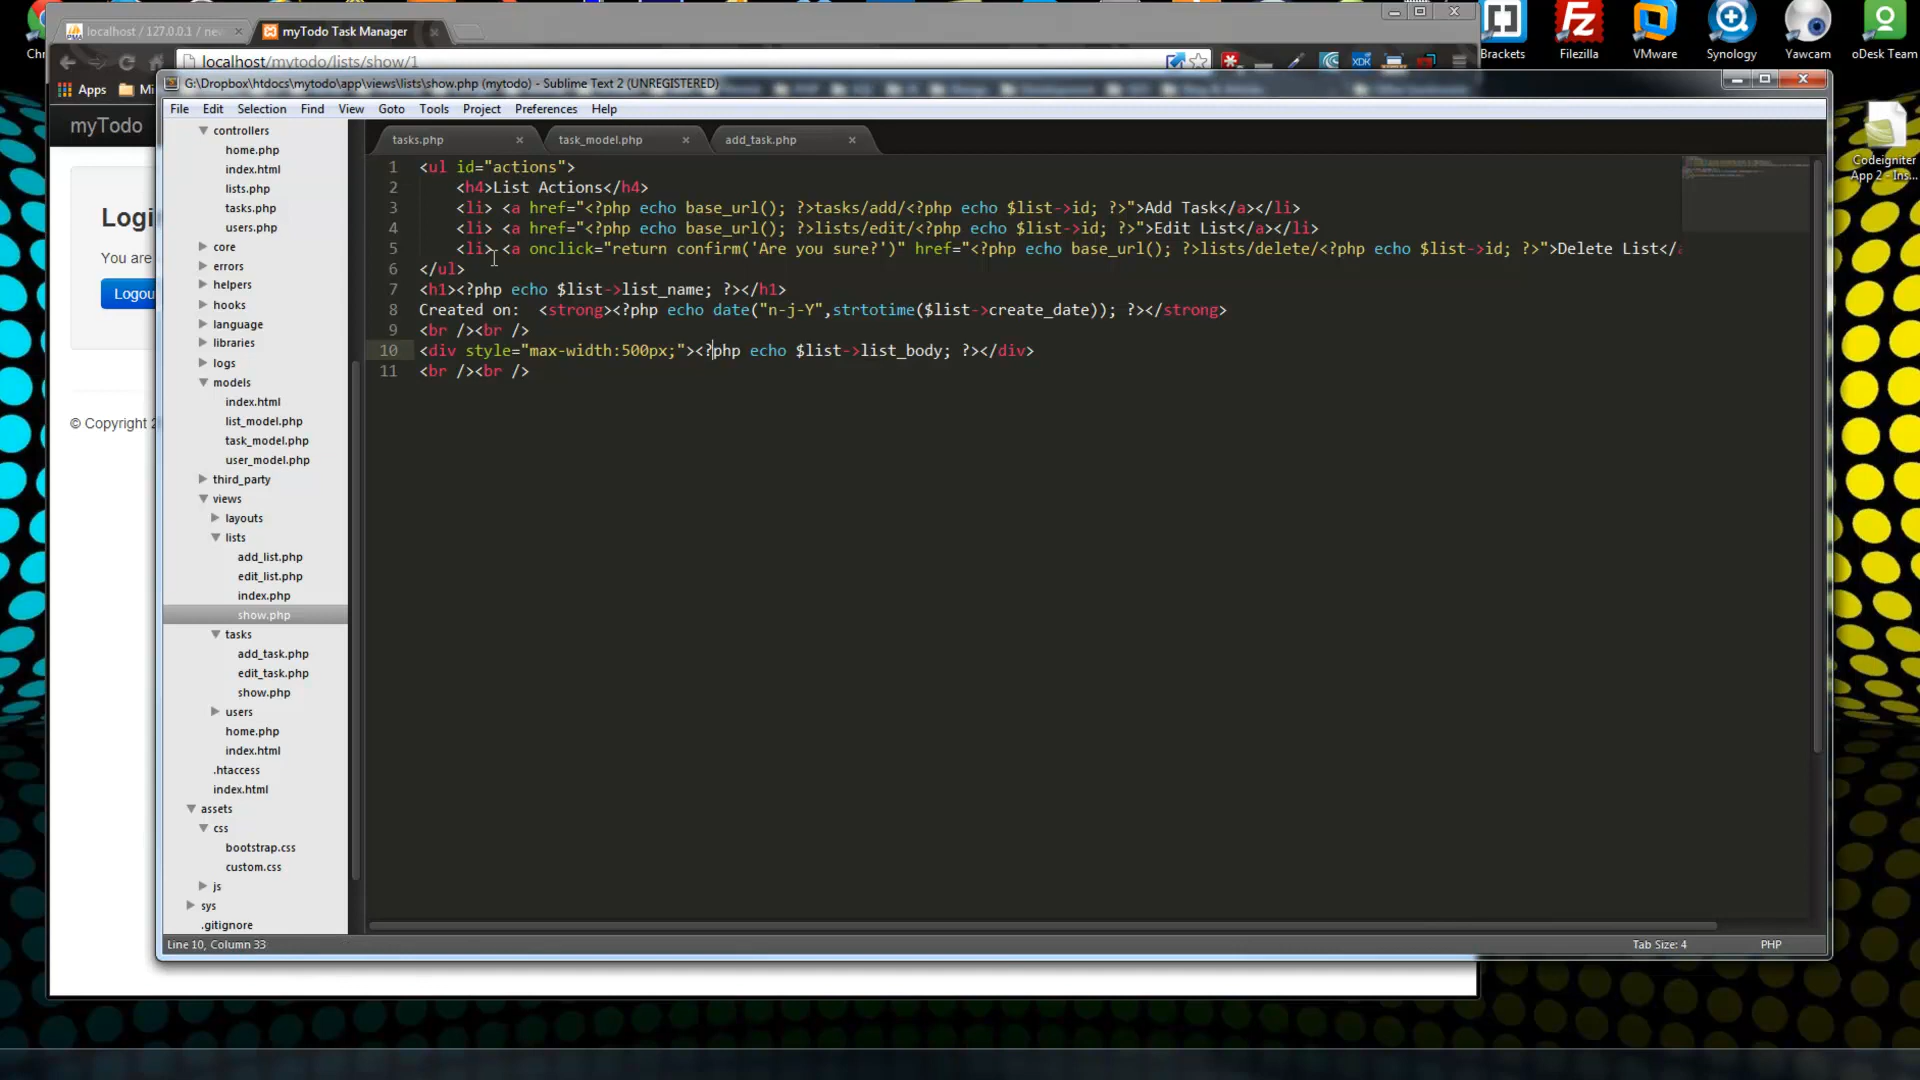 localhost / 127.0.0.1 / ne
myTodo Task Manager
localhost/mytodo/lists/show/1
Apps
myTodo
You are
Logou
© Copyright 2
Brackets
Filezilla
VMware
Synology
Yawcam
oDesk Team
Codeigniter
App 2 - Ins...
G:\Dropbox\htdocs\mytodo\app\views\lists\show.php (mytodo) - Sublime Text 2 (UNREGISTERED)
File Edit Selection Find View Goto Tools Project Preferences Help
controllers
home.php
index.html
lists.php
tasks.php
users.php
core
errors
helpers
hooks
language
libraries
logs
models
index.html
list_model.php
task_model.php
user_model.php
third_party
views
layouts
lists
add_list.php
edit_list.php
index.php
show.php
tasks
add_task.php
edit_task.php
show.php
users
home.php
index.html
.htaccess
index.html
assets
css
bootstrap.css
custom.css
js
sys
.gitignore
tasks.php task_model.php add_task.php
1 <ul id="actions">
2 <h4>List Actions</h4>
3 <li> <a href="<?php echo base_url(); ?>tasks/add/<?php echo $list->id; ?>">Add Task</a></li>
4 <li> <a href="<?php echo base_url(); ?>lists/edit/<?php echo $list->id; ?>">Edit List</a></li>
5 <li> <a onclick="return confirm('Are you sure?')" href="<?php echo base_url(); ?>lists/delete/<?php echo $list->id; ?>">Delete List</a
6 </ul>
7 <h1><?php echo $list->list_name; ?></h1>
8 Created on: <strong><?php echo date("n-j-Y",strtotime($list->create_date)); ?></strong>
9 <br /><br />
10 <div style="max-width:500px;"><?php echo $list->list_body; ?></div>
11 <br /><br />
Line 10, Column 33
Tab Size: 4
PHP